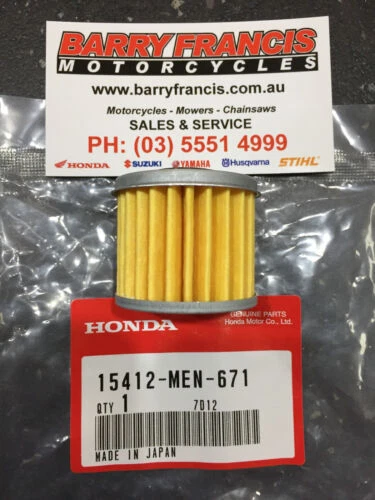 BARRY FRANCIS
MOTORCYCLES
www.barryfrancis.com.au
Motorcycles - Mowers - Chainsaws
SALES & SERVICE
PH: (03) 5551 4999
HONDA SUZUKI YAMAHA Husqvarna STIHL
HONDA
GENUINE PARTS
Honda Motor Co., Ltd.
15412-MEN-671
QTY 1 7D12
MADE IN JAPAN